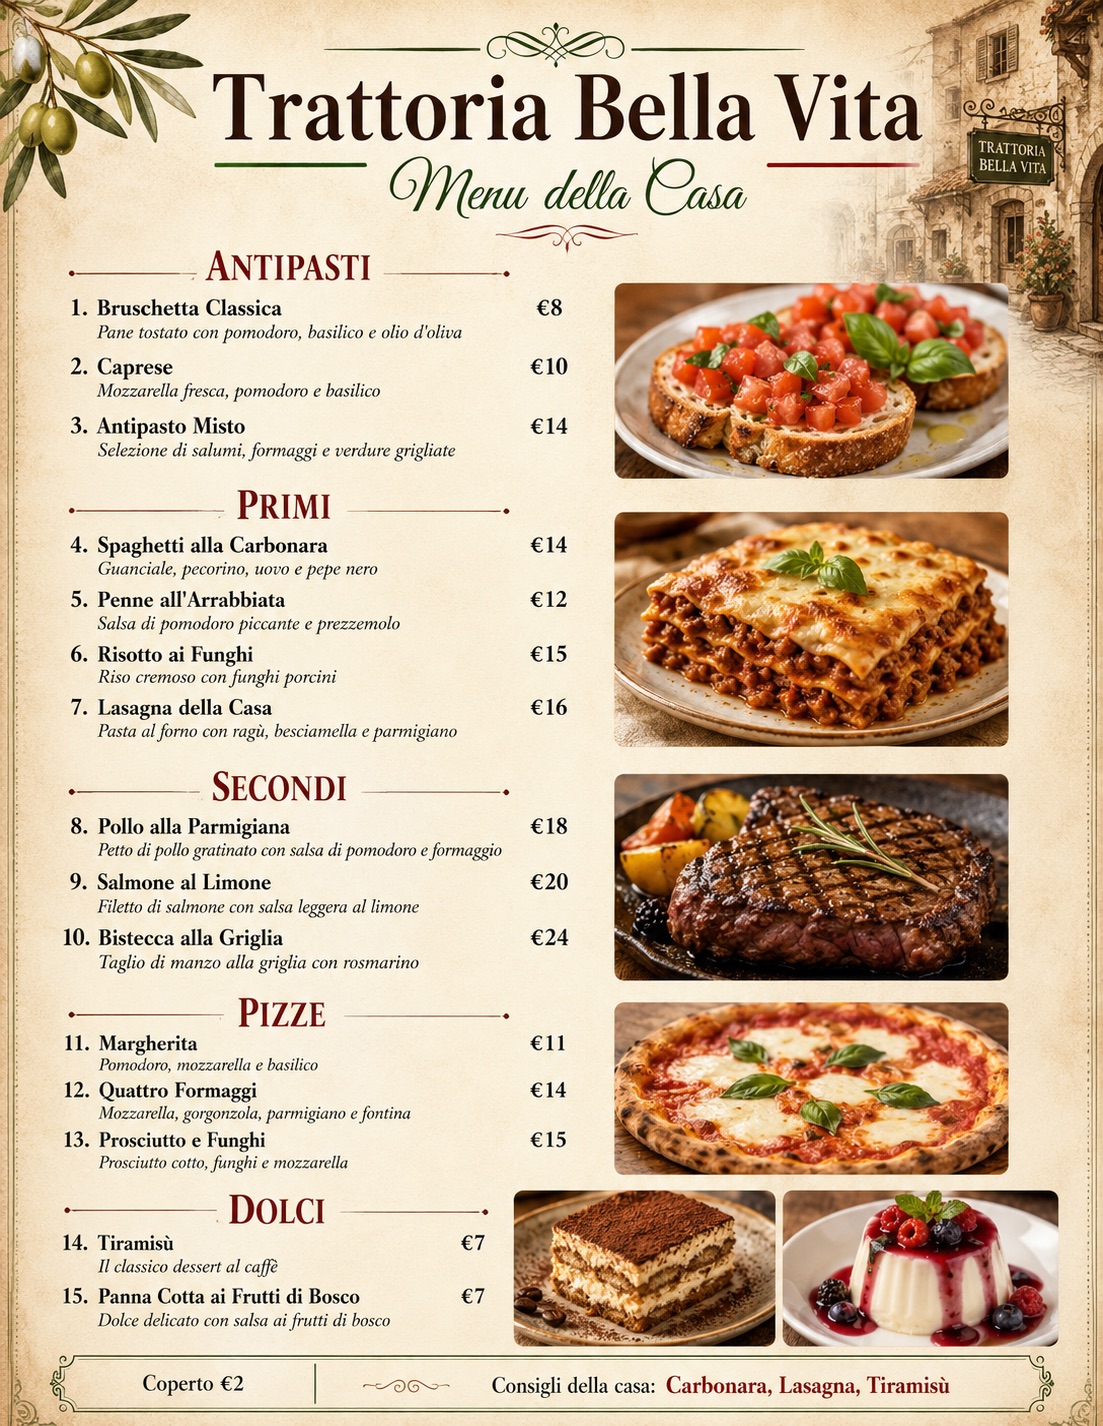 Trattoria Bella Vita
Menu della Casa
TRATTORIA
BELLA VITA
ANTIPASTI
1. Bruschetta Classica €8
Pane tostato con pomodoro, basilico e olio d'oliva
2. Caprese €10
Mozzarella fresca, pomodoro e basilico
3. Antipasto Misto €14
Selezione di salumi, formaggi e verdure grigliate
PRIMI
4. Spaghetti alla Carbonara €14
Guanciale, pecorino, uovo e pepe nero
5. Penne all'Arrabbiata €12
Salsa di pomodoro piccante e prezzemolo
6. Risotto ai Funghi €15
Riso cremoso con funghi porcini
7. Lasagna della Casa €16
Pasta al forno con ragù, besciamella e parmigiano
SECONDI
8. Pollo alla Parmigiana €18
Petto di pollo gratinato con salsa di pomodoro e formaggio
9. Salmone al Limone €20
Filetto di salmone con salsa leggera al limone
10. Bistecca alla Griglia €24
Taglio di manzo alla griglia con rosmarino
PIZZE
11. Margherita €11
Pomodoro, mozzarella e basilico
12. Quattro Formaggi €14
Mozzarella, gorgonzola, parmigiano e fontina
13. Prosciutto e Funghi €15
Prosciutto cotto, funghi e mozzarella
DOLCI
14. Tiramisù €7
Il classico dessert al caffè
15. Panna Cotta ai Frutti di Bosco €7
Dolce delicato con salsa ai frutti di bosco
Coperto €2
Consigli della casa: Carbonara, Lasagna, Tiramisù